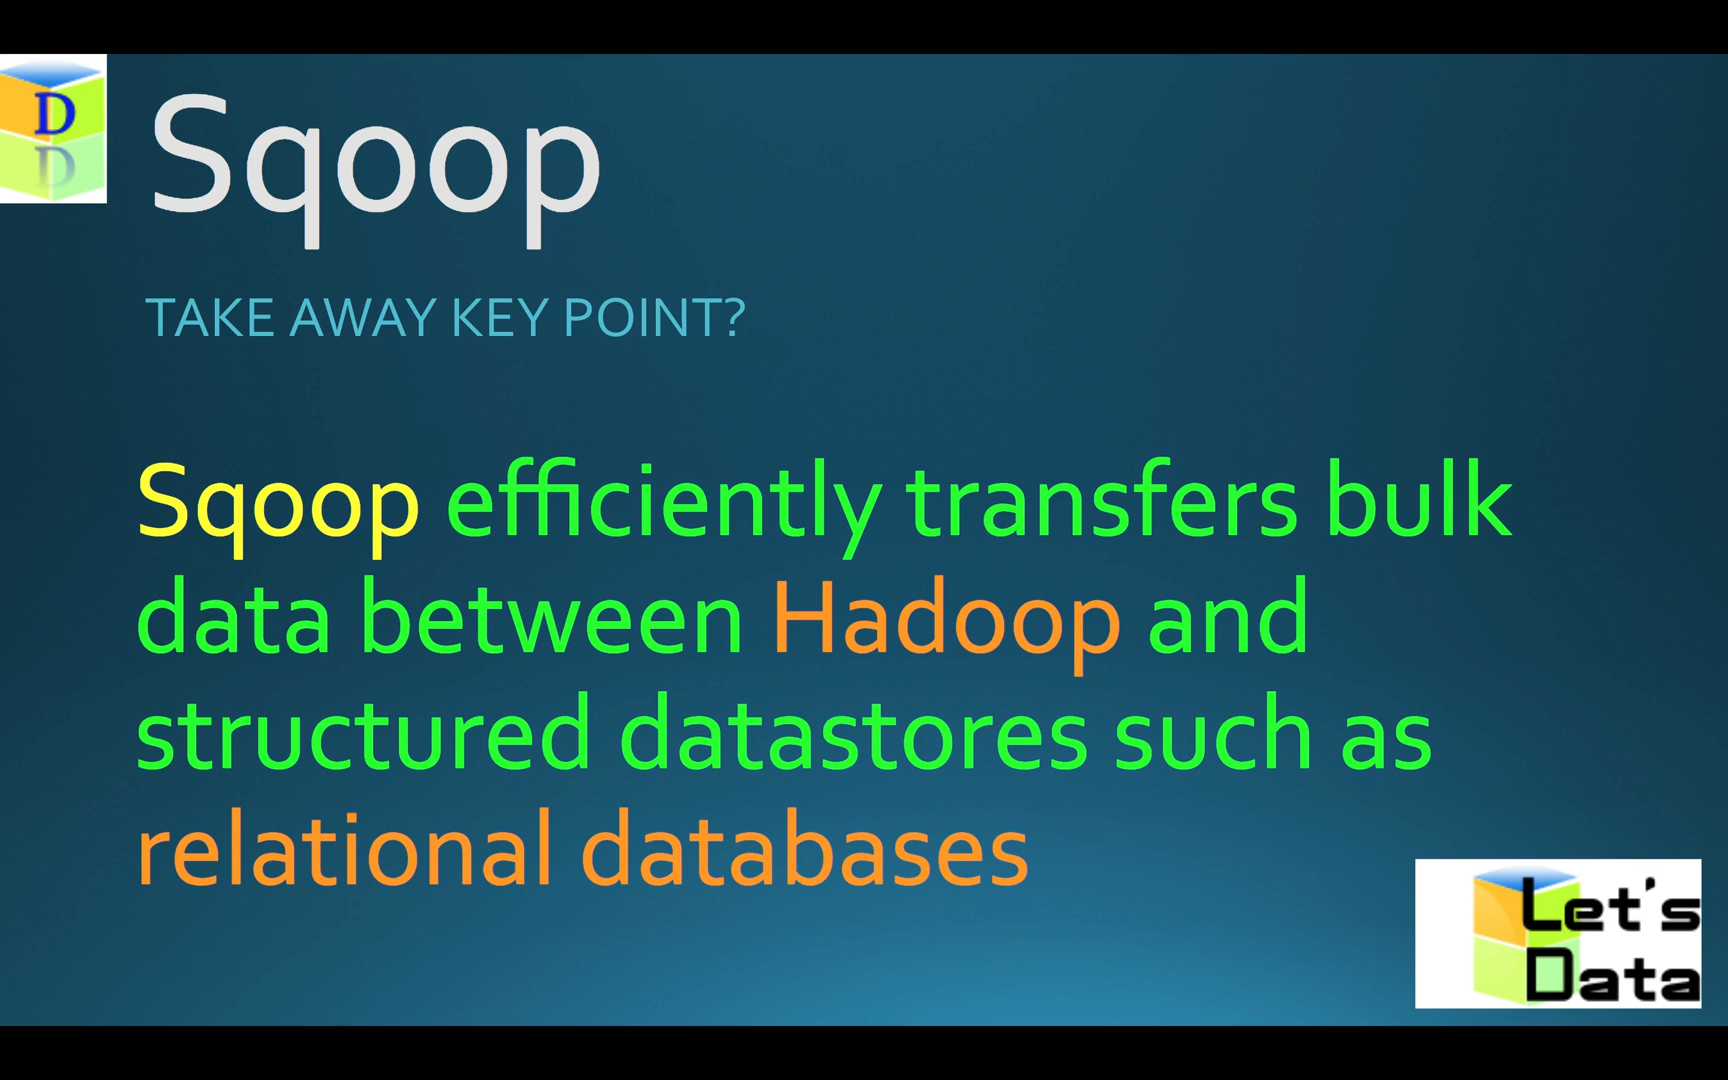 D
Sqoop
TAKE AWAY KEY POINT?
Sqoop efficiently transfers bulk
data between Hadoop and
structured datastores such as
relational databases
Let's
Data